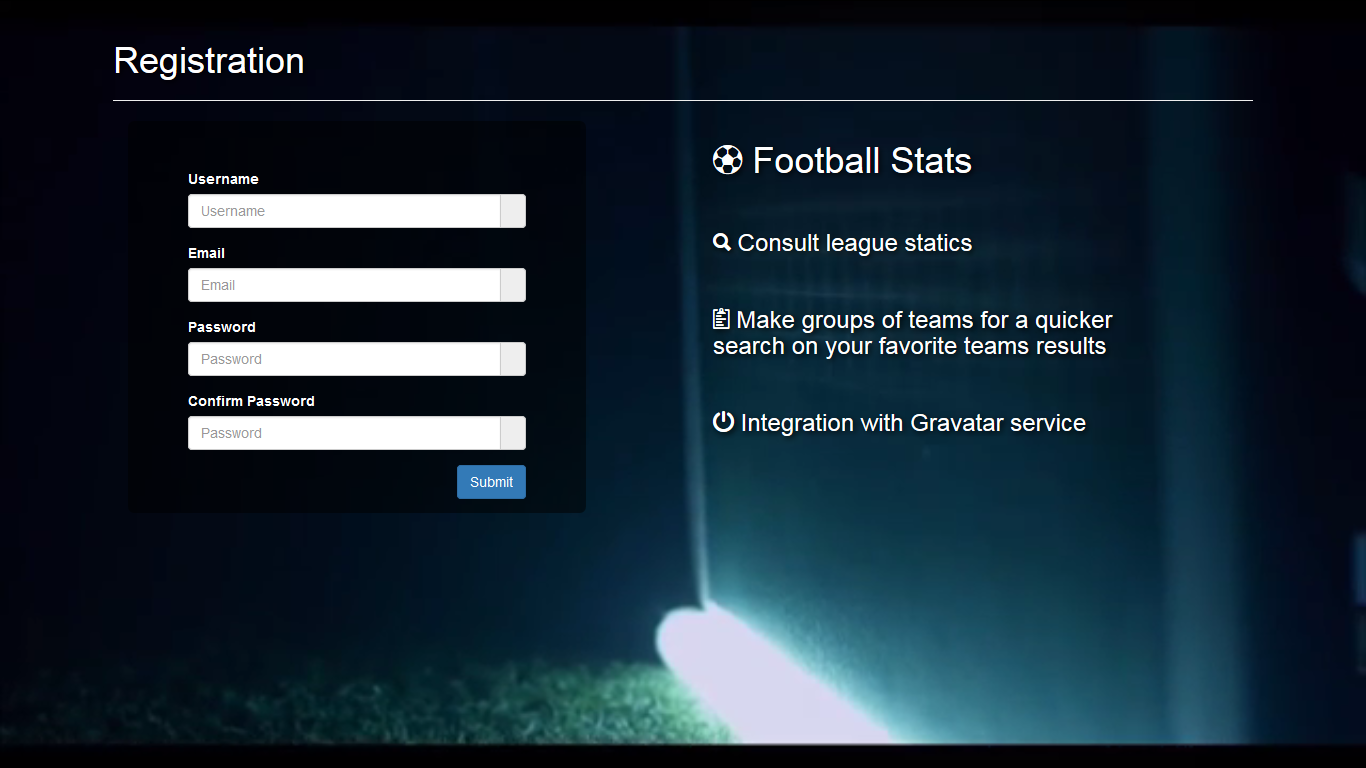 Registration
Username
Username
Email
Email
Password
Password
Confirm Password
Password
Submit
Football Stats
Consult league statics
Make groups of teams for a quicker
search on your favorite teams results
Integration with Gravatar service